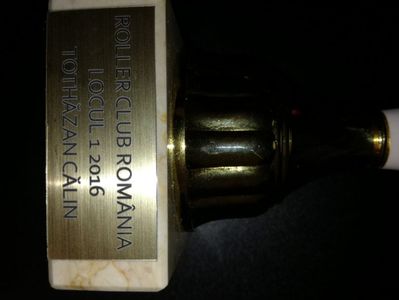 ROLLER CLUB ROMÂNIA
LOCUL 1 2016
TOTHĂZAN CĂLIN